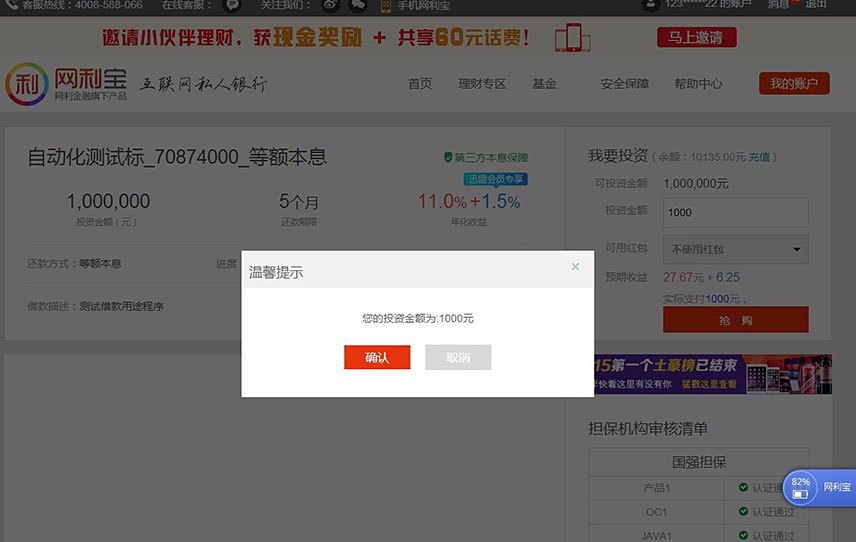 客服热线：4008-588-066 在线客服： 关注我们： 手机网利宝 123*****22 的账户 消息 退出
邀请小伙伴理财，获现金奖励 + 共享60元话费！ 马上邀请
利 网利宝 网利金融旗下产品 互联网私人银行 首页 理财专区 基金 安全保障 帮助中心 我的账户
自动化测试标_70874000_等额本息 第三方本息保障
迅雷会员专享
1,000,000 5个月 11.0%+1.5%
投资金额（元） 还款期限 年化收益
还款方式：等额本息 进度
借款描述：测试借款用途程序
我要投资（余额：10135.00元 充值）
可投资金额 1,000,000元
投资金额 1000
可用红包 不使用红包
预期收益 27.67元 + 6.25
实际支付1000元，
抢 购
温馨提示 ×
您的投资金额为:1000元
确认 取消
15第一个土豪榜已结束
快看这里有没有你 猛戳这里查看
担保机构审核清单
国强担保
产品1 认证通
OC1 认证通过
JAVA1 认证通过
82% 网利宝